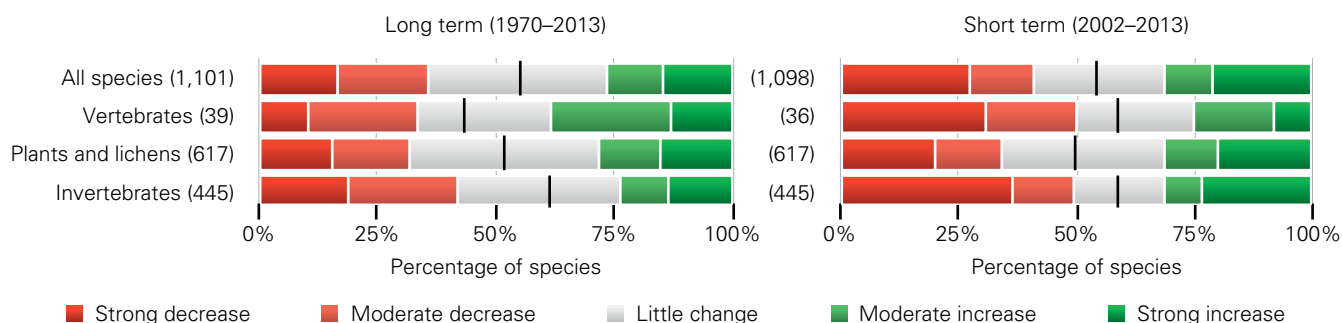 Long term (1970–2013) Short term (2002–2013)
All species (1,101) (1,098)
Vertebrates (39) (36)
Plants and lichens (617) (617)
Invertebrates (445) (445)
0% 25% 50% 75% 100% 0% 25% 50% 75% 100%
Percentage of species Percentage of species
Strong decrease Moderate decrease Little change Moderate increase Strong increase